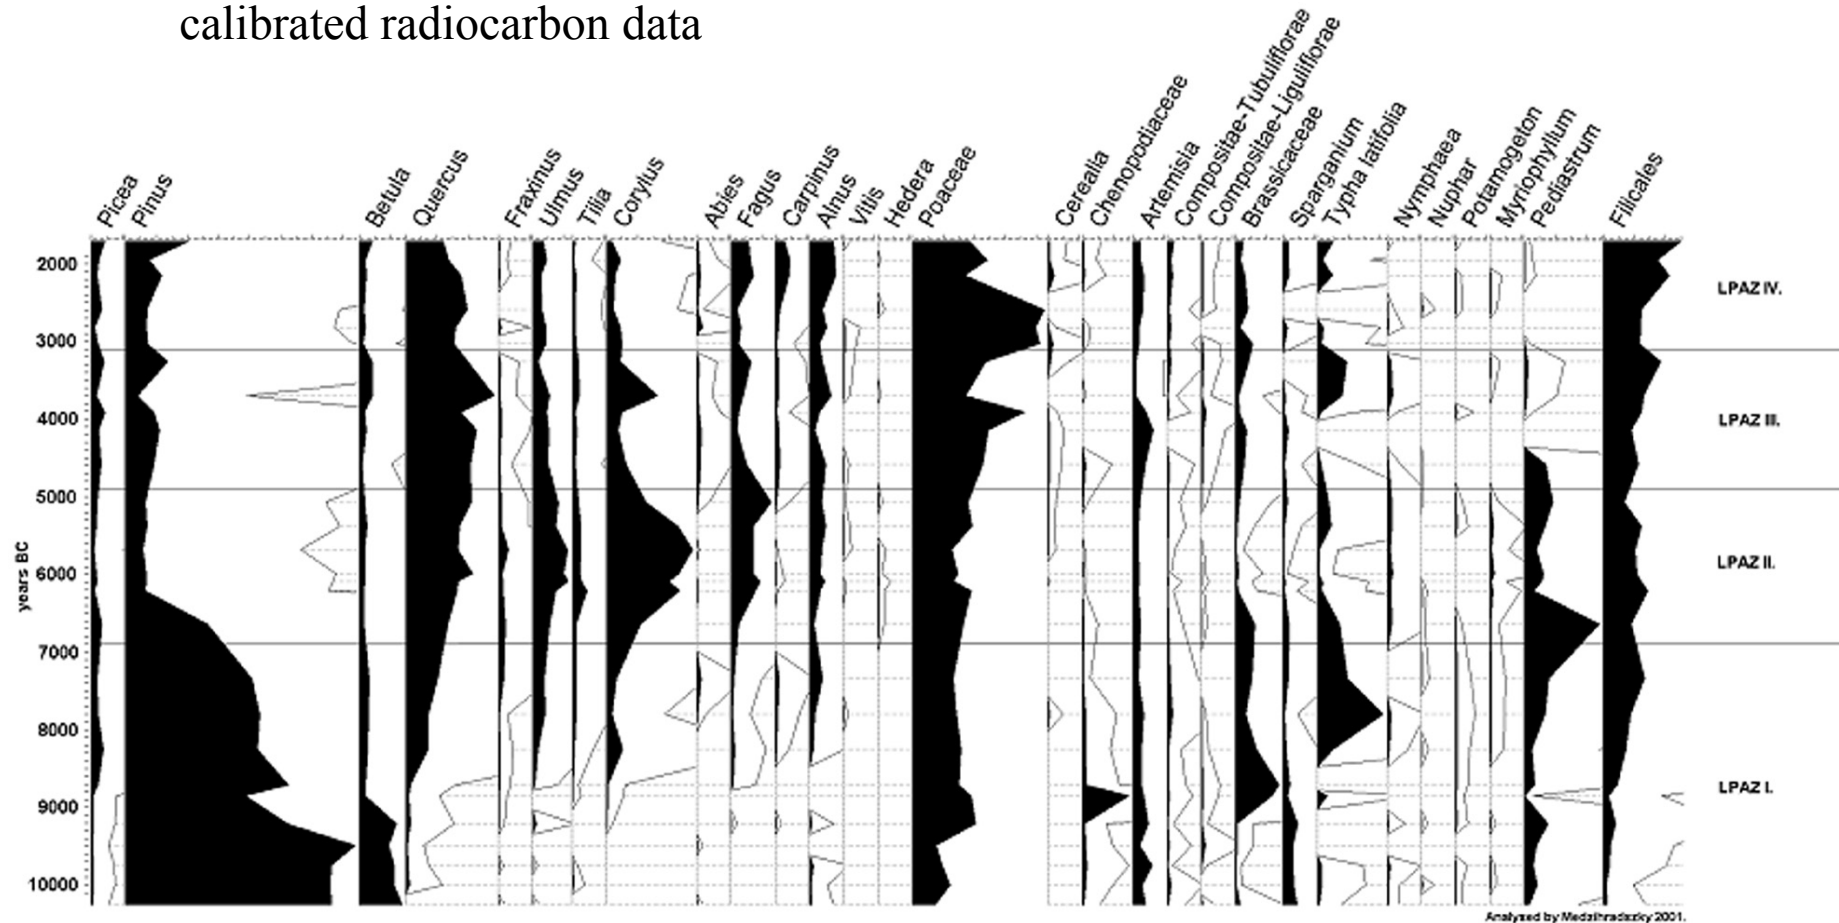 calibrated radiocarbon data
Picea
Pinus
Betula
Quercus
Fraxinus
Ulmus
Tilia
Corylus
Abies
Fagus
Carpinus
Alnus
Vitis
Hedera
Poaceae
Cerealia
Chenopodiaceae
Artemisia
Compositae-Tubuliflorae
Compositae-Liguliflorae
Brassicaceae
Sparganium
Typha latifolia
Nymphaea
Nuphar
Potamogeton
Myriophyllum
Pediastrum
Filicales
2000
LPAZ IV.
3000
4000
LPAZ III.
5000
years BC
6000
LPAZ II.
7000
8000
9000
LPAZ I.
10000
Analysed by Medzihradszky 2001.